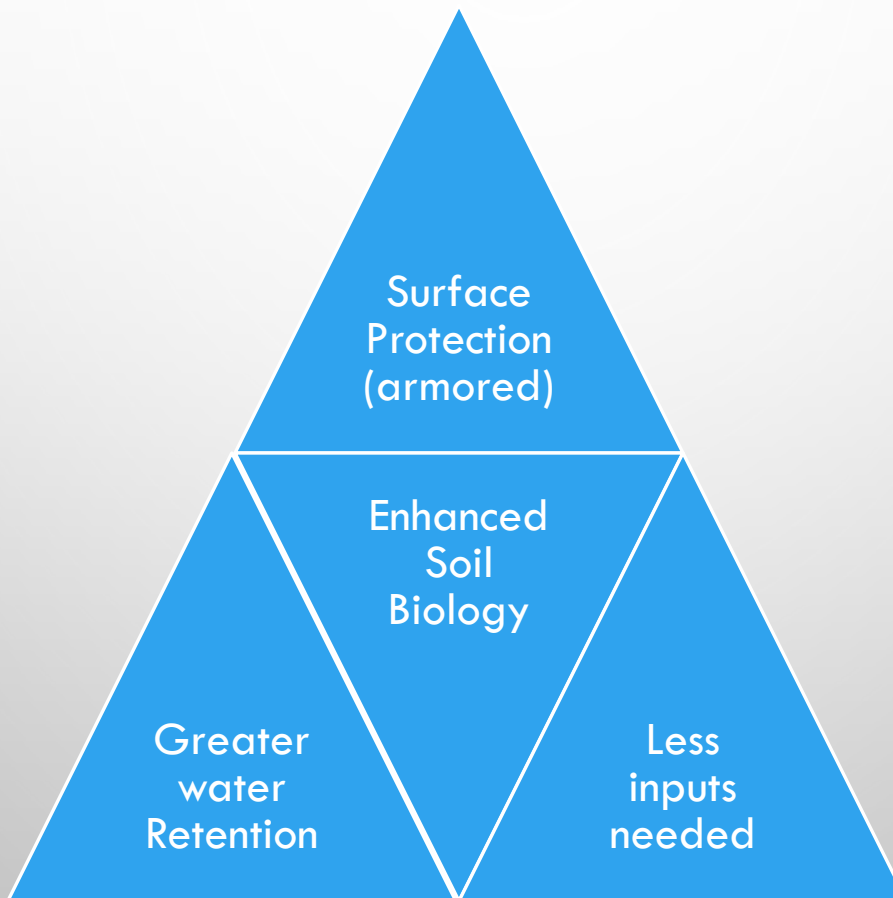 Surface
Protection
(armored)
Enhanced
Soil
Biology
Greater
water
Retention
Less
inputs
needed